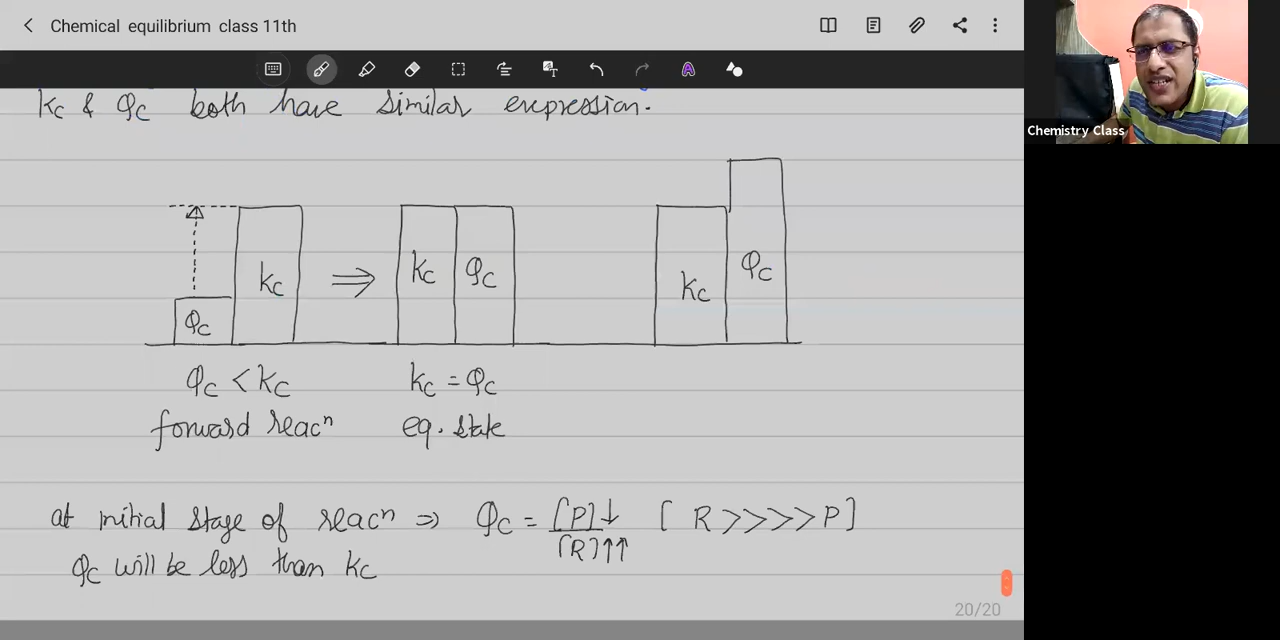 Chemical equilibrium class 11th
Chemistry Class
Kc & Qc both have similar expression.
Qc
Kc
⇒
Kc
Qc
Kc
Qc
Qc < Kc
Kc = Qc
forward reacⁿ
eq. state
at initial stage of reacⁿ ⇒ Qc = [P]↓ / [R]↑↑ [ R >>>> P ]
Qc will be less than Kc
20/20